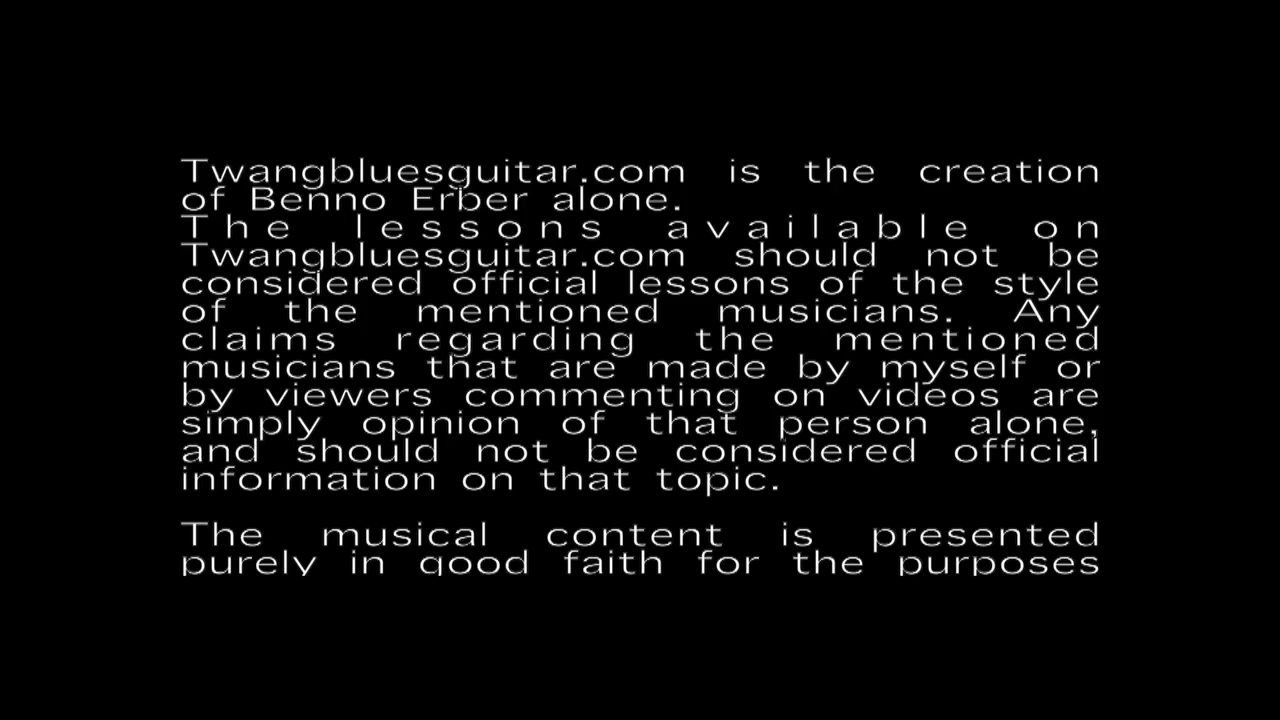 Twangbluesguitar.com is the creation
of Benno Erber alone.
The lessons available on
Twangbluesguitar.com should not be
considered official lessons of the style
of the mentioned musicians. Any
claims regarding the mentioned
musicians that are made by myself or
by viewers commenting on videos are
simply opinion of that person alone,
and should not be considered official
information on that topic.
The musical content is presented
purely in good faith for the purposes